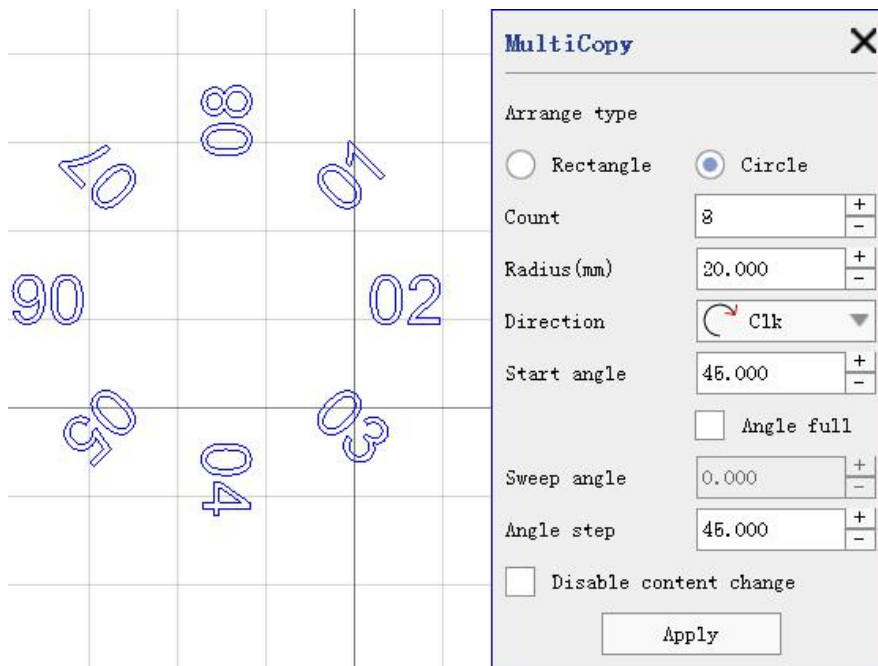 MultiCopy
Arrange type
Rectangle Circle
Count 8 + -
Radius(mm) 20.000 + -
Direction Clk
Start angle 45.000 + -
Angle full
Sweep angle 0.000 + -
Angle step 45.000 + -
Disable content change
Apply
01
02
03
04
05
06
07
08